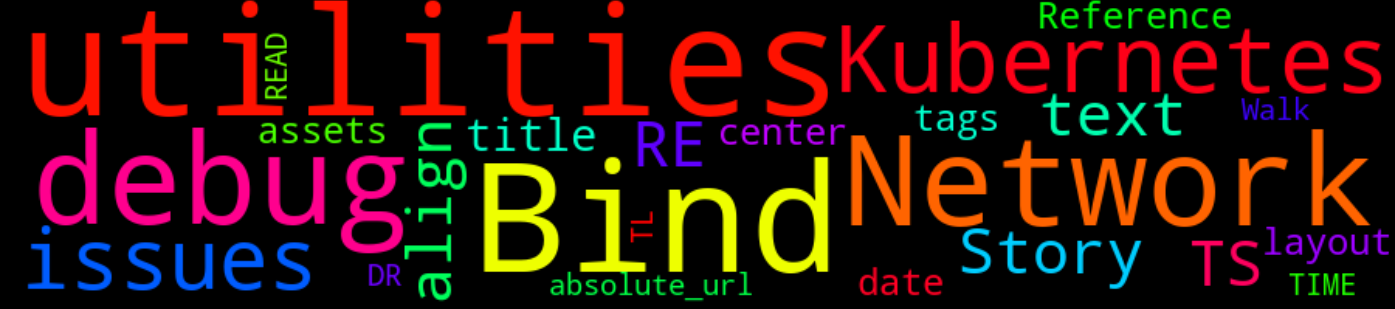 utilities
READ
Kubernetes
Reference
assets
align
title
RE
center
tags
text
Walk
debug
Bind
TL
Network
issues
DR
absolute_url
date
Story
TS
layout
TIME